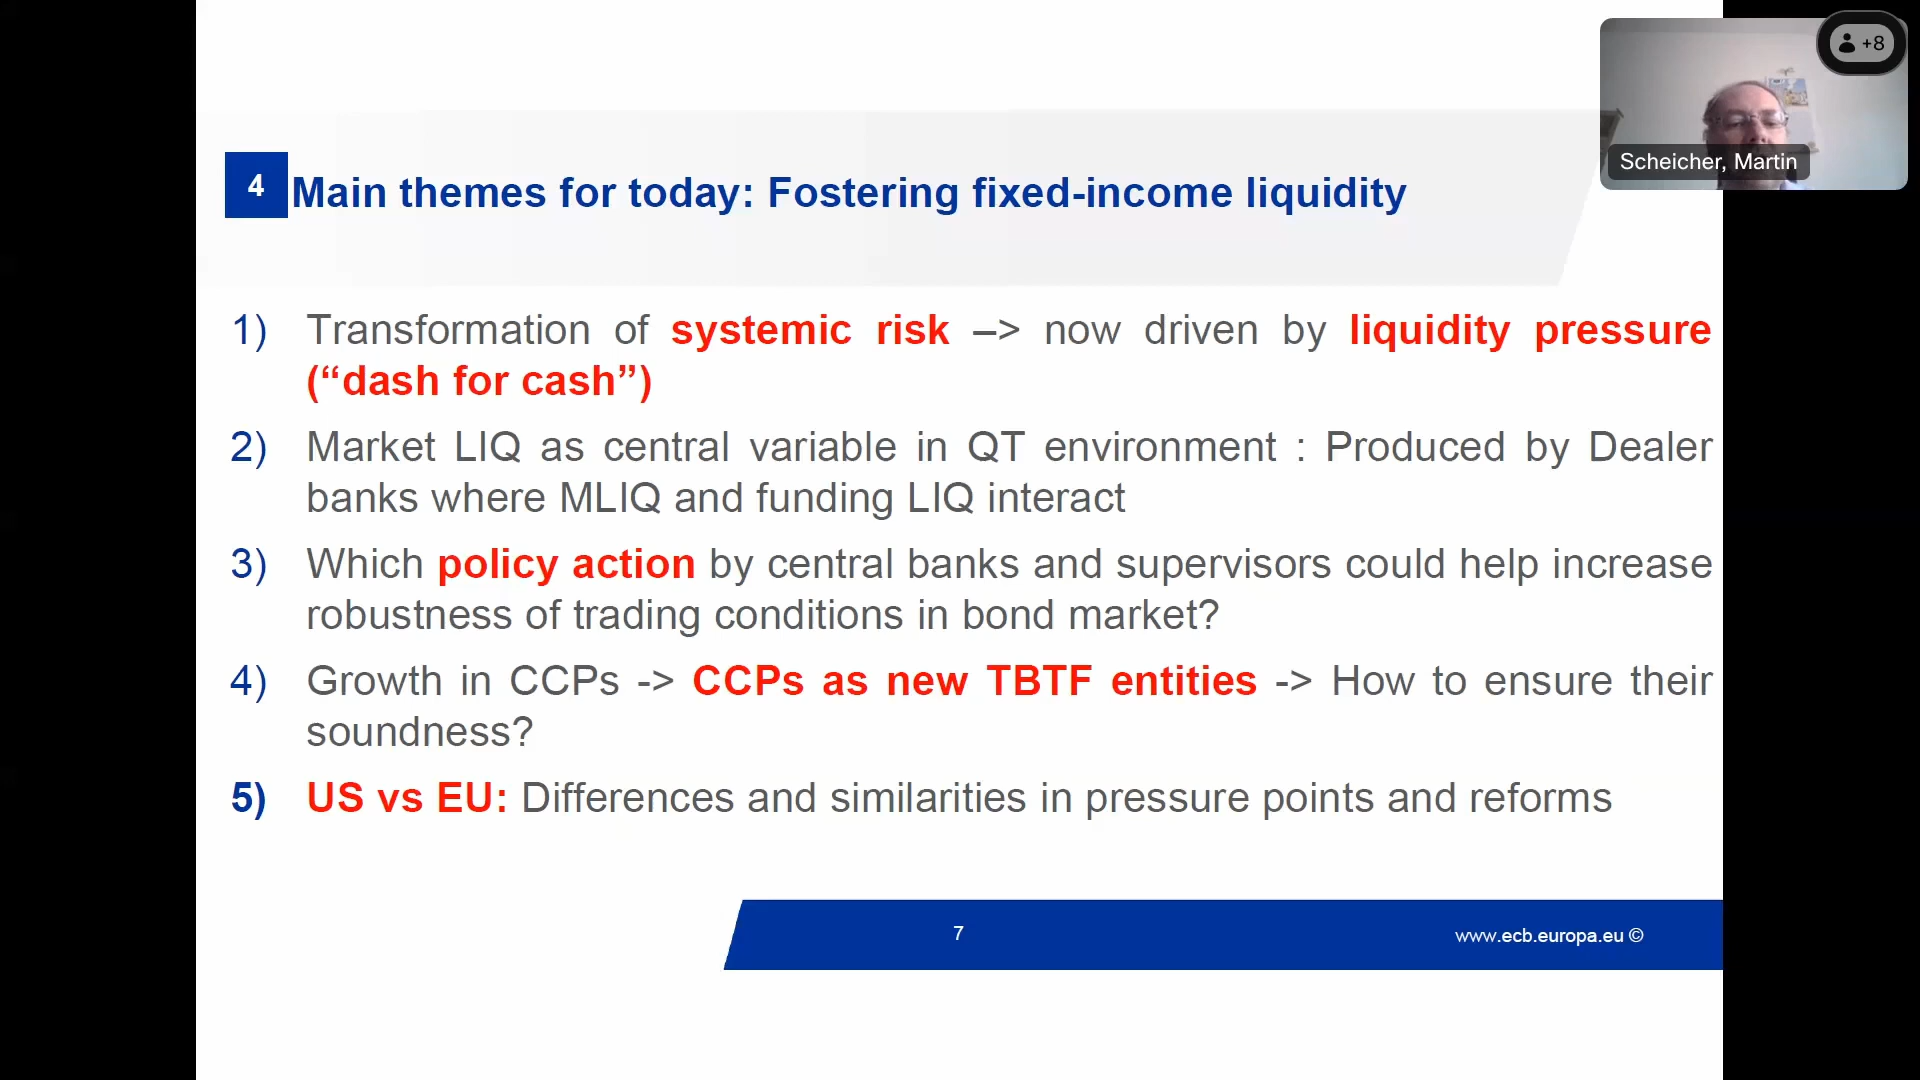 +8
Scheicher, Martin
4
Main themes for today: Fostering fixed-income liquidity
1) Transformation of systemic risk –> now driven by liquidity pressure
(“dash for cash”)
2) Market LIQ as central variable in QT environment : Produced by Dealer
banks where MLIQ and funding LIQ interact
3) Which policy action by central banks and supervisors could help increase
robustness of trading conditions in bond market?
4) Growth in CCPs -> CCPs as new TBTF entities -> How to ensure their
soundness?
5) US vs EU: Differences and similarities in pressure points and reforms
7
www.ecb.europa.eu ©